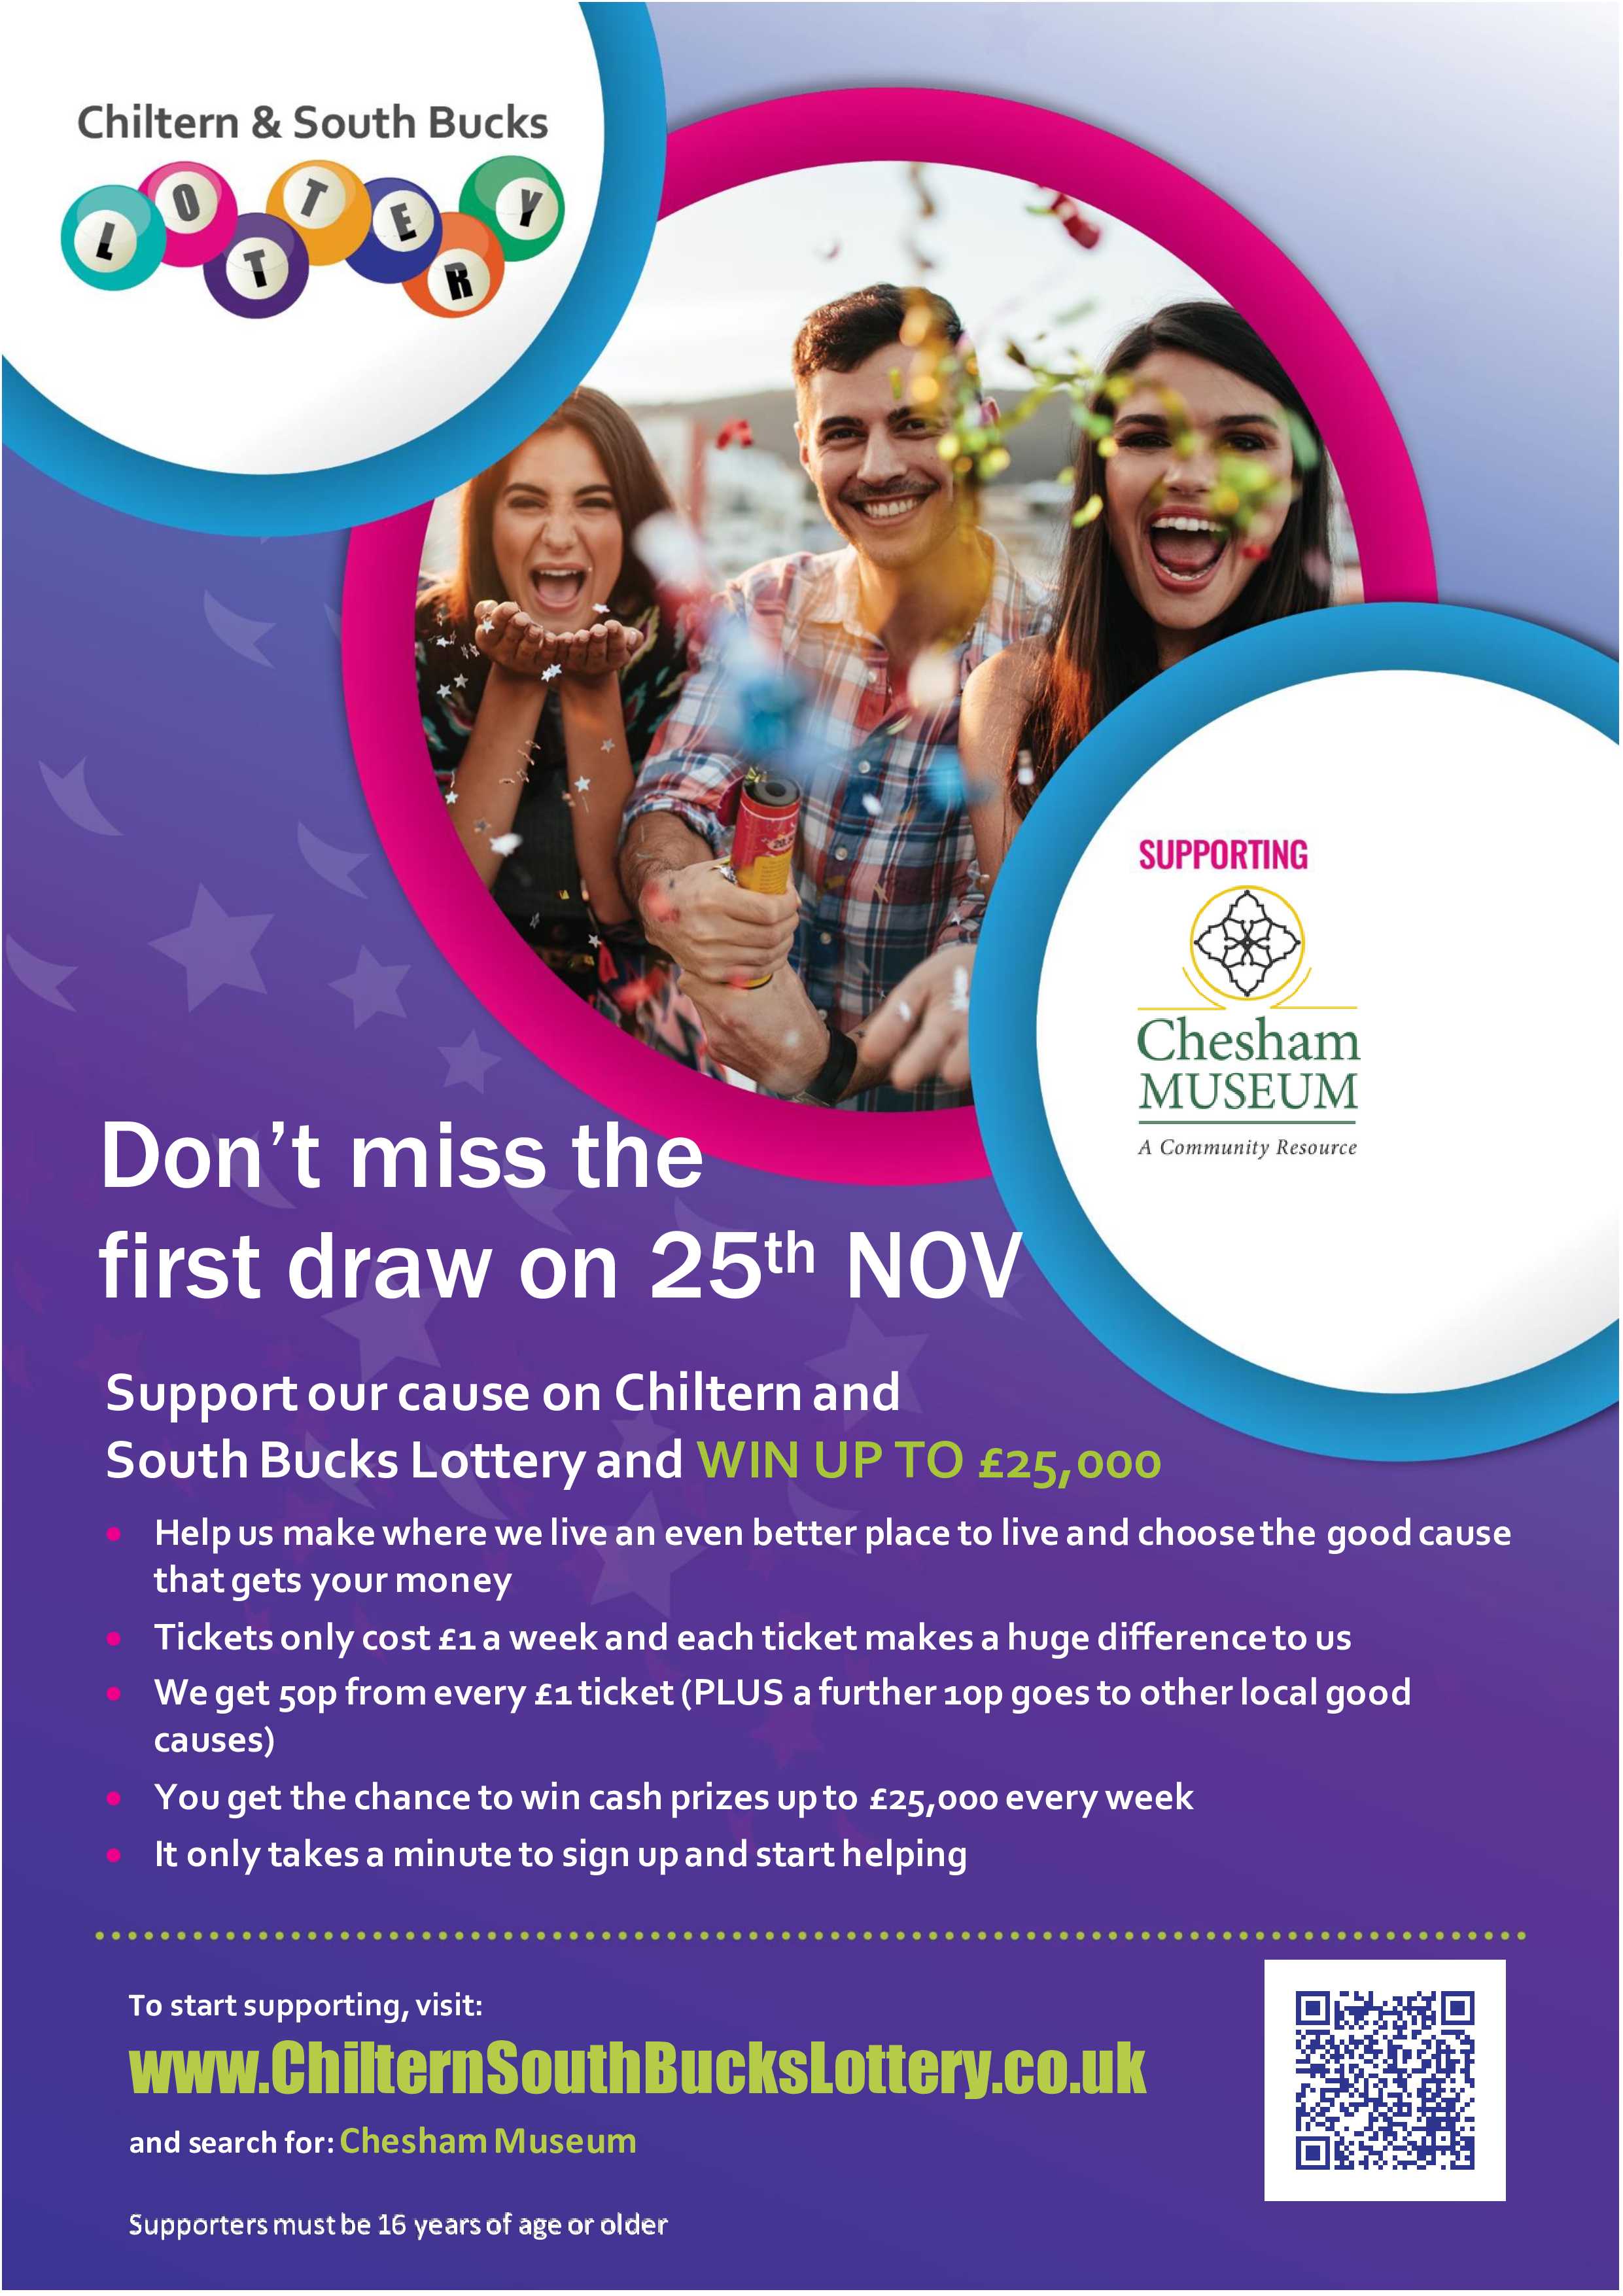 Chiltern & South Bucks
LOTTERY
SUPPORTING
Chesham
MUSEUM
A Community Resource
Don't miss the
first draw on 25th NOV
Support our cause on Chiltern and
South Bucks Lottery and WIN UP TO £25,000
• Help us make where we live an even better place to live and choose the good cause
that gets your money
• Tickets only cost £1 a week and each ticket makes a huge difference to us
• We get 50p from every £1 ticket (PLUS a further 10p goes to other local good
causes)
• You get the chance to win cash prizes up to £25,000 every week
• It only takes a minute to sign up and start helping
To start supporting, visit:
www.ChilternSouthBucksLottery.co.uk
and search for: Chesham Museum
Supporters must be 16 years of age or older